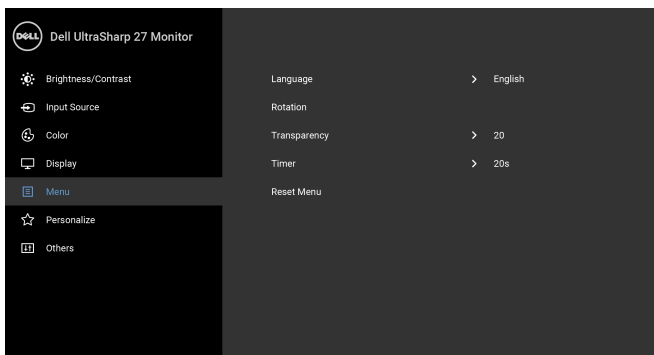 DELL Dell UltraSharp 27 Monitor
Brightness/Contrast
Input Source
Color
Display
Menu
Personalize
Others
Language > English
Rotation
Transparency > 20
Timer > 20s
Reset Menu